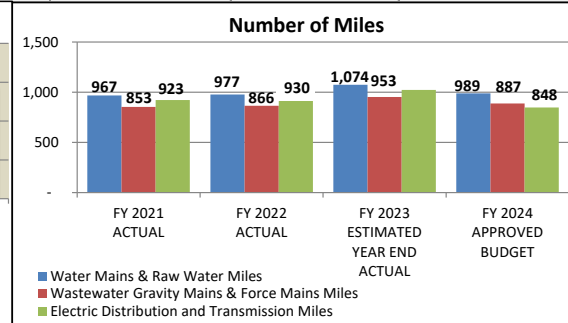 Number of Miles
1,500
1,000
500
-
967 853 923
977 866 930
1,074 953
989 887 848
FY 2021
ACTUAL
FY 2022
ACTUAL
FY 2023
ESTIMATED
YEAR END
ACTUAL
FY 2024
APPROVED
BUDGET
Water Mains & Raw Water Miles
Wastewater Gravity Mains & Force Mains Miles
Electric Distribution and Transmission Miles